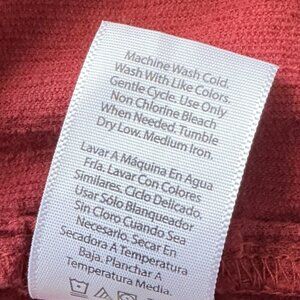 Machine Wash Cold.
Wash With Like Colors.
Gentle Cycle. Use Only
Non Chlorine Bleach
When Needed. Tumble
Dry Low. Medium Iron.
Lavar A Máquina En Agua
Fría. Lavar Con Colores
Similares. Ciclo Delicado.
Usar Sólo Blanqueador
Sin Cloro Cuando Sea
Necesario. Secar En
Secadora A Temperatura
Baja. Planchar A
Temperatura Media.